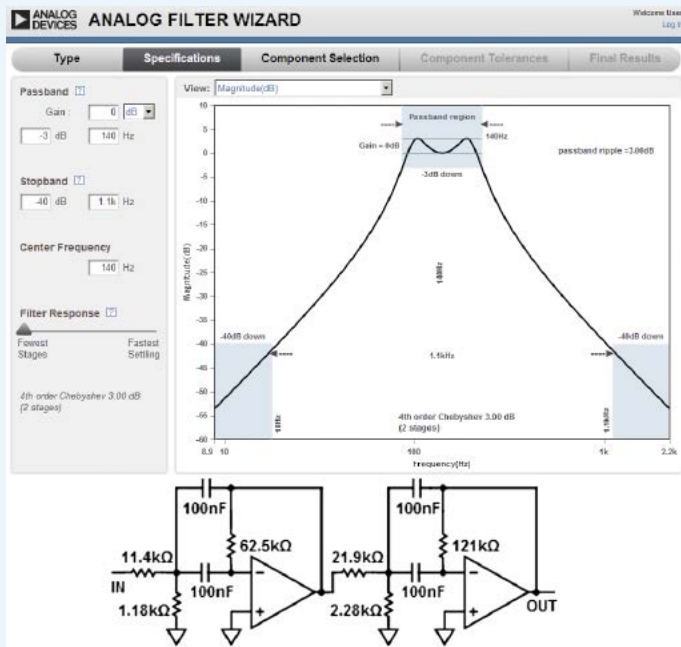 ANALOG DEVICES ANALOG FILTER WIZARD
Welcome User
Log
Type Specifications Component Selection Component Tolerances Final Results
Passband [?]
Gain : 0 dB
-3 dB 140 Hz
Stopband [?]
-40 dB 1.1k Hz
Center Frequency
140 Hz
Filter Response [?]
Fewest Stages
Fastest Settling
4th order Chebyshev 3.00 dB
(2 stages)
View: Magnitude(dB)
Passband region
140Hz
Gain = 0dB
passband ripple =3.00dB
-3dB down
140Hz
-40dB down
-40dB down
1.1kHz
1.1kHz
4th order Chebyshev 3.00 dB
(2 stages)
Magnitude(dB)
10
5
0
-5
-10
-15
-20
-25
-30
-35
-40
-45
-50
-55
-60
8.9 10 100 1k 2.2k
Frequency(Hz)
100nF 100nF
62.5kΩ 121kΩ
11.4kΩ 21.9kΩ
IN 100nF 100nF
1.18kΩ 2.28kΩ
OUT